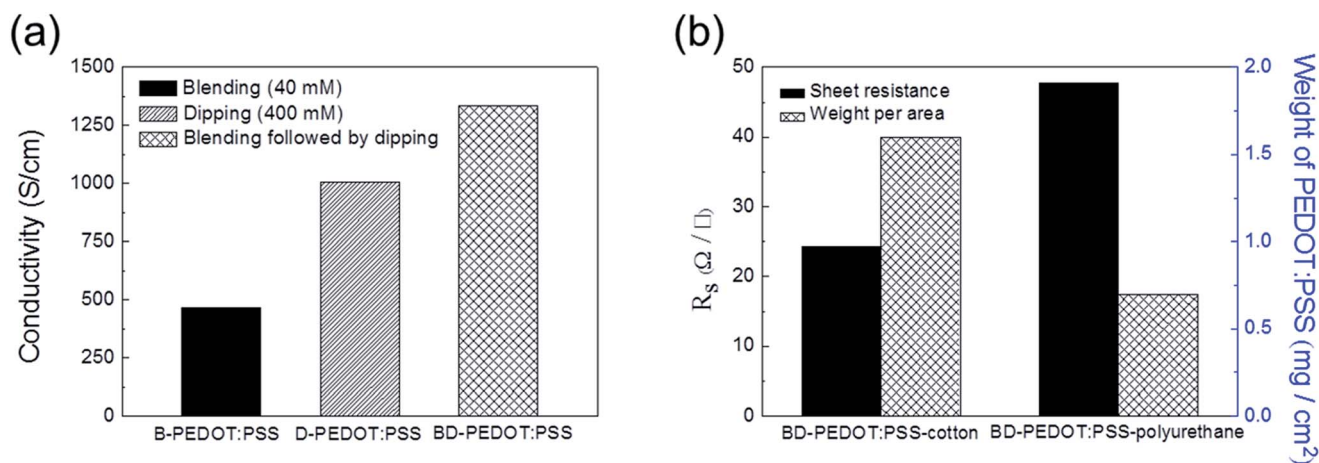 (a)
Conductivity (S/cm)
1500
1250
1000
750
500
250
0
Blending (40 mM)
Dipping (400 mM)
Blending followed by dipping
B-PEDOT:PSS
D-PEDOT:PSS
BD-PEDOT:PSS
(b)
Rs (Ω / □)
50
40
30
20
10
0
Sheet resistance
Weight per area
BD-PEDOT:PSS-cotton
BD-PEDOT:PSS-polyurethane
2.0
1.5
1.0
0.5
0.0
Weight of PEDOT:PSS (mg / cm²)